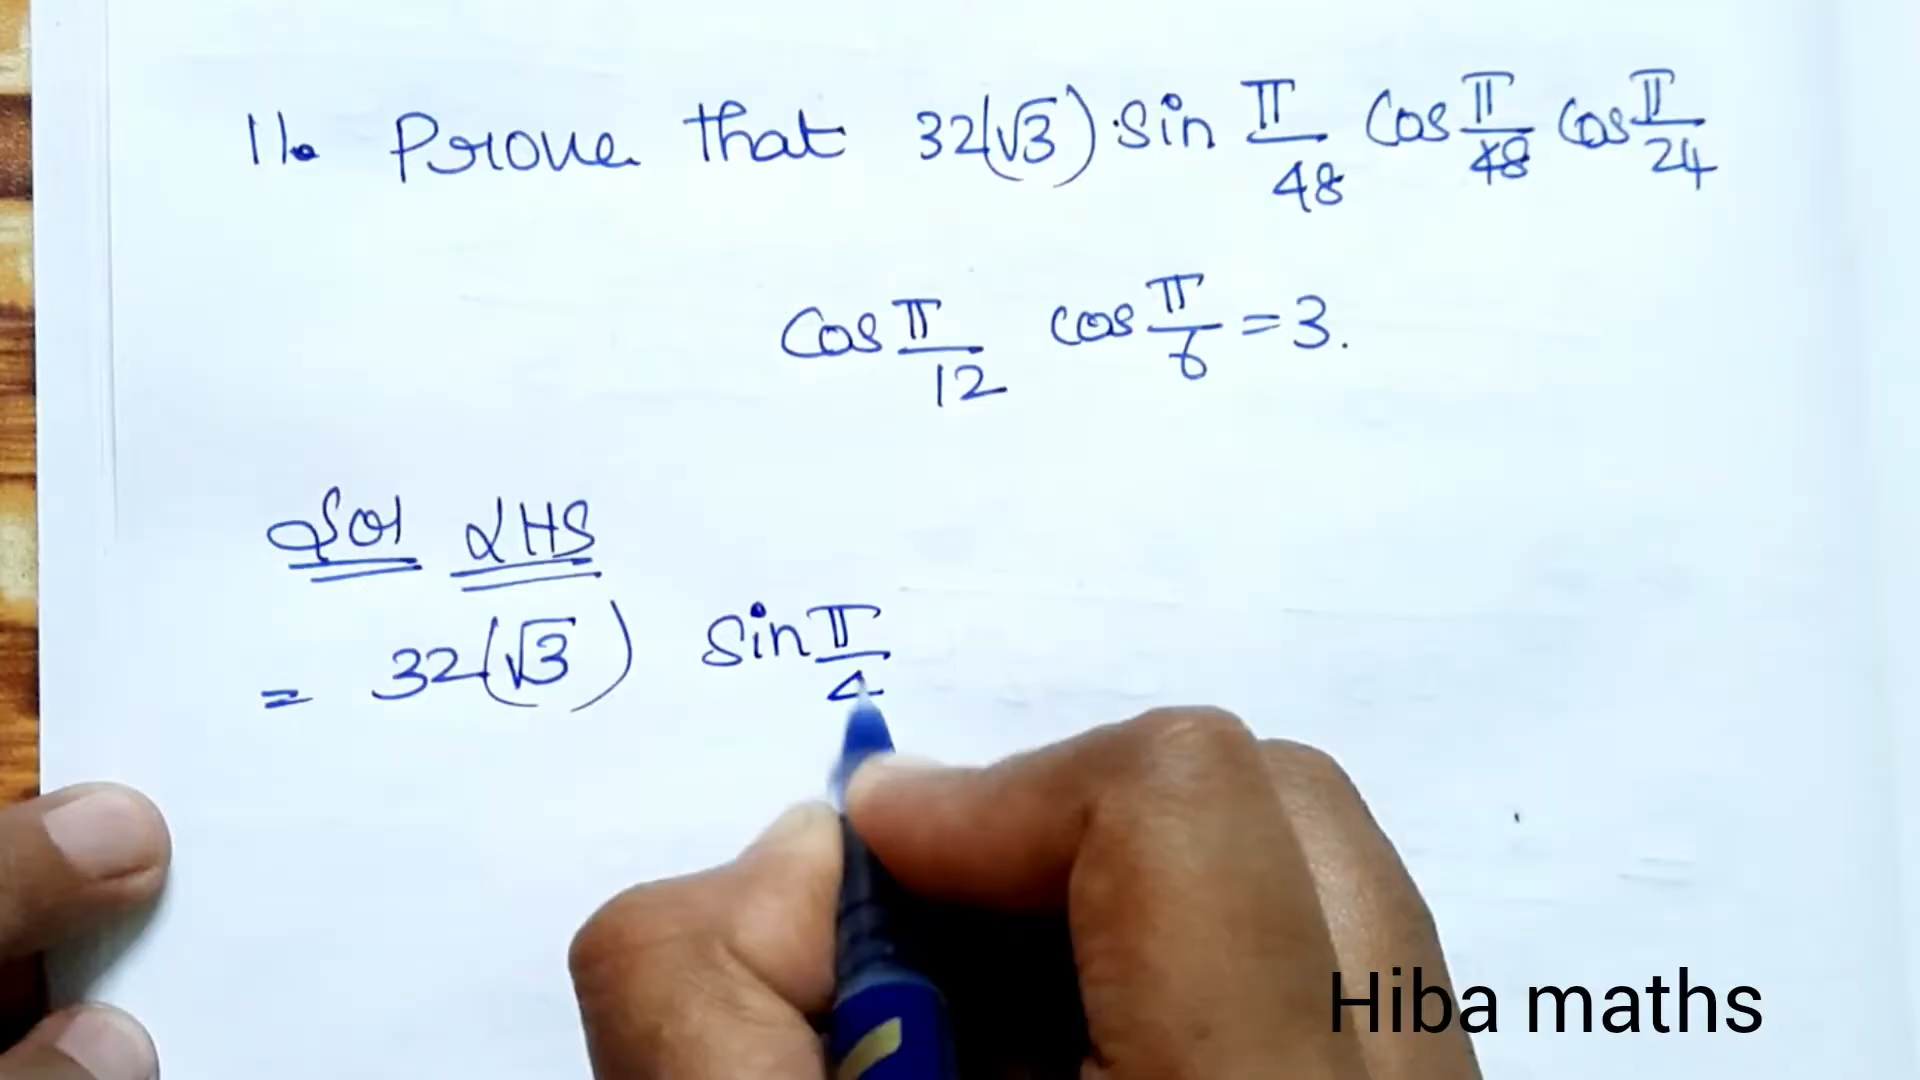 11. Prove that 32(√3) sin π/48 cos π/48 cos π/24
cos π/12 cos π/6 = 3.
Sol LHS
= 32(√3) sin π/4
Hiba maths